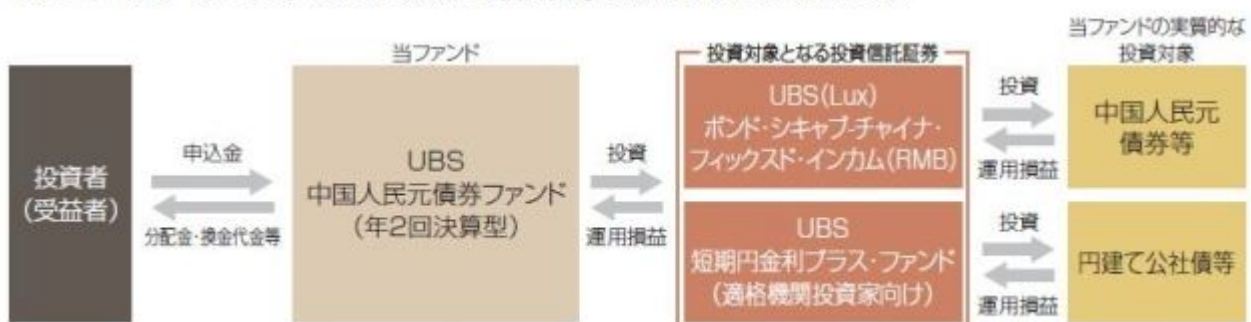 当ファンド
投資対象となる投資信託証券
当ファンドの実質的な
投資対象
投資者
(受益者)
申込金
分配金・換金代金等
UBS
中国人民元債券ファンド
(年2回決算型)
投資
運用損益
UBS(Lux)
ボンド・シキャブ-チャイナ・
フィックスド・インカム(RMB)
投資
運用損益
中国人民元
債券等
UBS
短期円金利プラス・ファンド
(適格機関投資家向け)
投資
運用損益
円建て公社債等